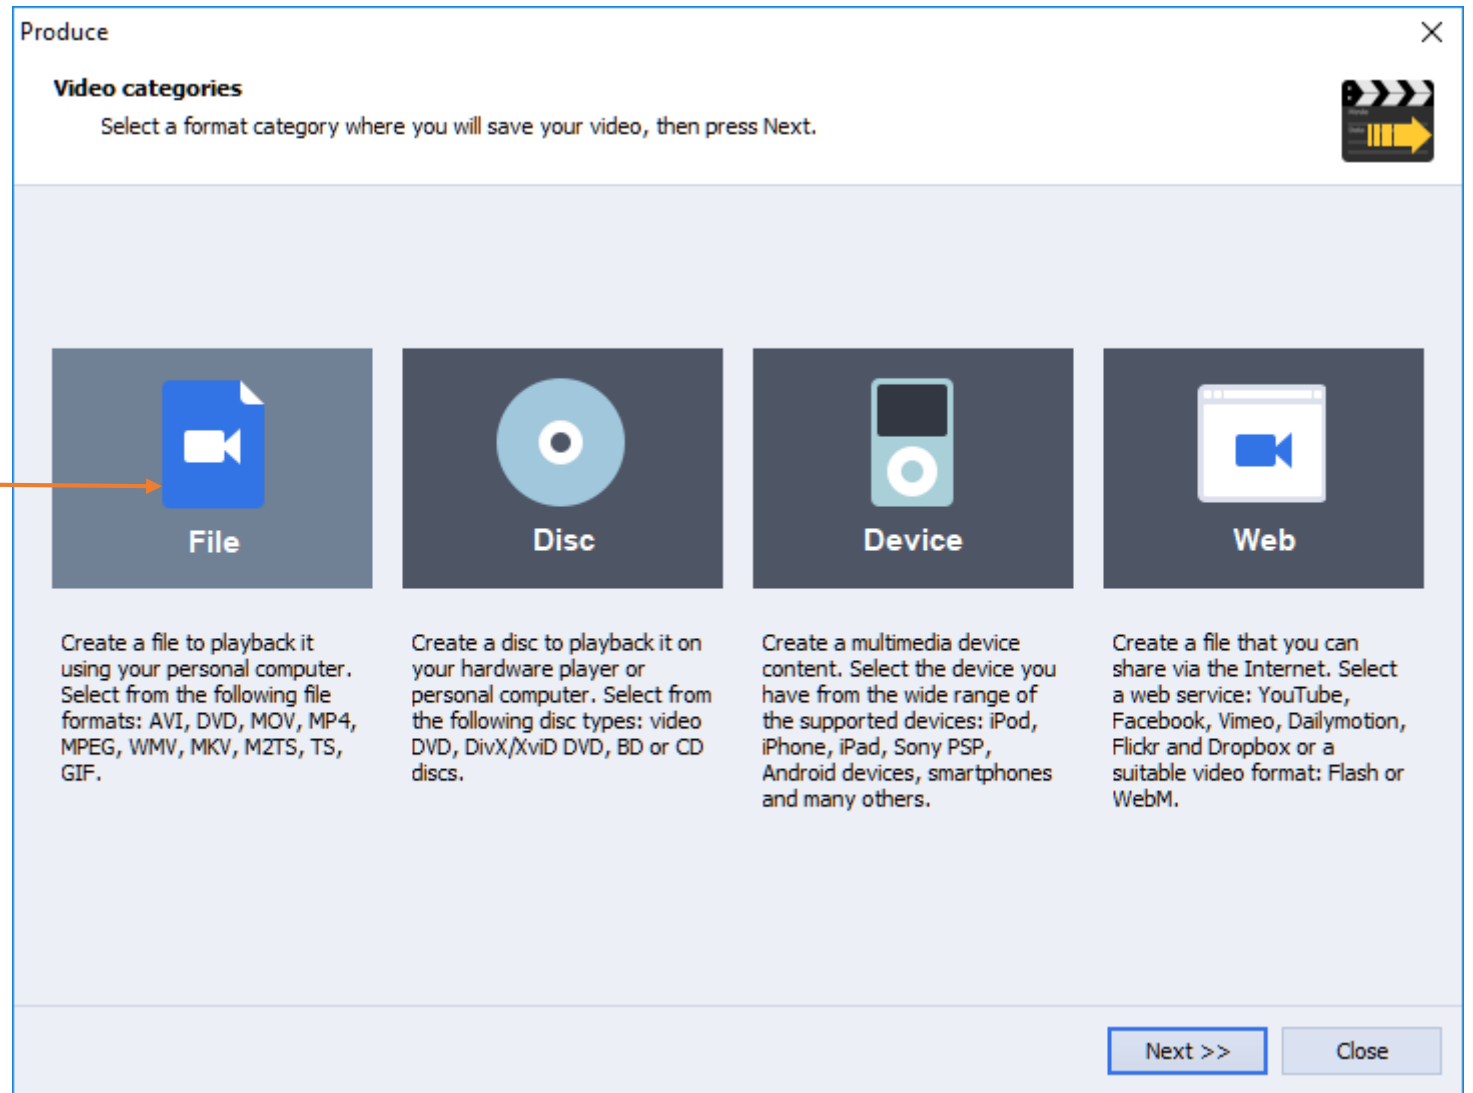 Produce
Video categories
Select a format category where you will save your video, then press Next.
File
Disc
Device
Web
Create a file to playback it
using your personal computer.
Select from the following file
formats: AVI, DVD, MOV, MP4,
MPEG, WMV, MKV, M2TS, TS,
GIF.
Create a disc to playback it on
your hardware player or
personal computer. Select from
the following disc types: video
DVD, DivX/XviD DVD, BD or CD
discs.
Create a multimedia device
content. Select the device you
have from the wide range of
the supported devices: iPod,
iPhone, iPad, Sony PSP,
Android devices, smartphones
and many others.
Create a file that you can
share via the Internet. Select
a web service: YouTube,
Facebook, Vimeo, Dailymotion,
Flickr and Dropbox or a
suitable video format: Flash or
WebM.
Next >>
Close